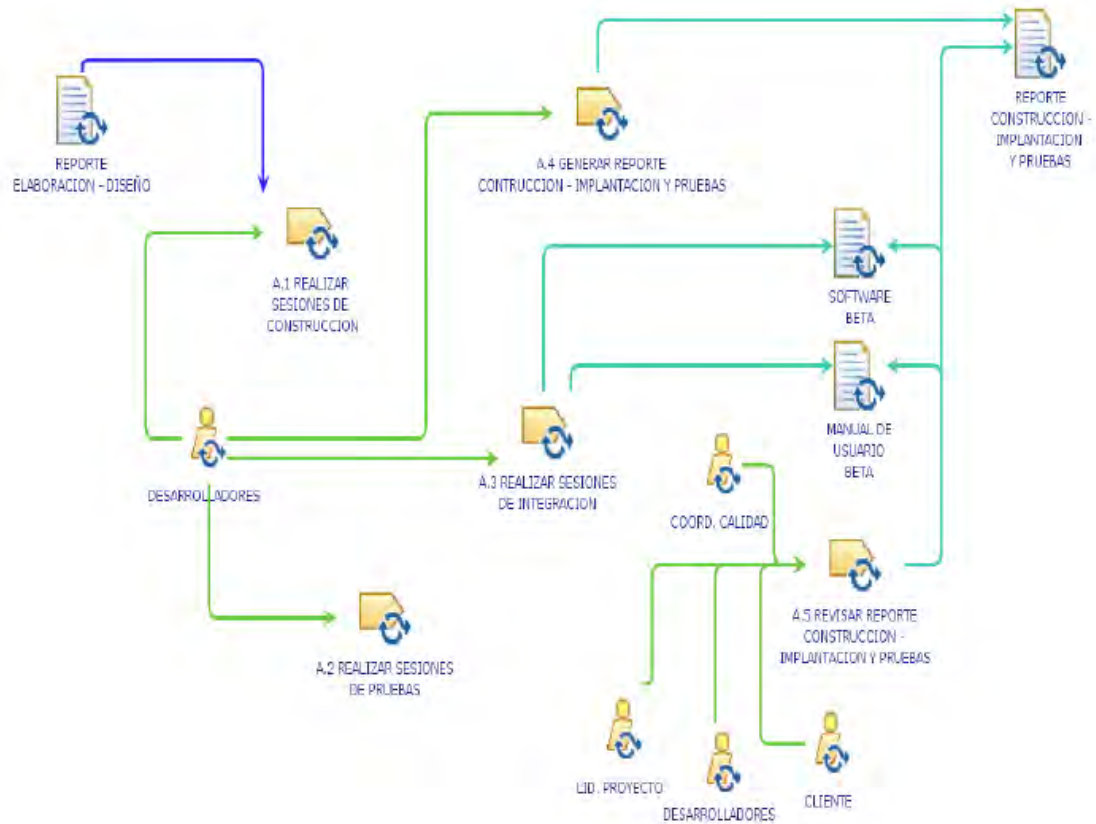 REPORTE
ELABORACION - DISEÑO
A.4 GENERAR REPORTE
CONTRUCCION - IMPLANTACION Y PRUEBAS
REPORTE
CONSTRUCCION -
IMPLANTACION
Y PRUEBAS
A.1 REALIZAR
SESIONES DE
CONSTRUCCION
SOFTWARE
BETA
MANUAL DE
USUARIO
BETA
DESARROLLADORES
A.3 REALIZAR SESIONES
DE INTEGRACION
COORD. CALIDAD
A.5 REVISAR REPORTE
CONSTRUCCION -
IMPLANTACION Y PRUEBAS
A.2 REALIZAR SESIONES
DE PRUEBAS
LID. PROYECTO
DESARROLLADORES
CLIENTE